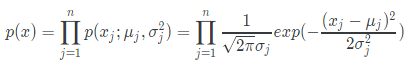 p(x) = ∏_{j=1}^{n} p(x_j; μ_j, σ_j^2) = ∏_{j=1}^{n} \frac{1}{\sqrt{2π}σ_j} exp(-\frac{(x_j - μ_j)^2}{2σ_j^2})